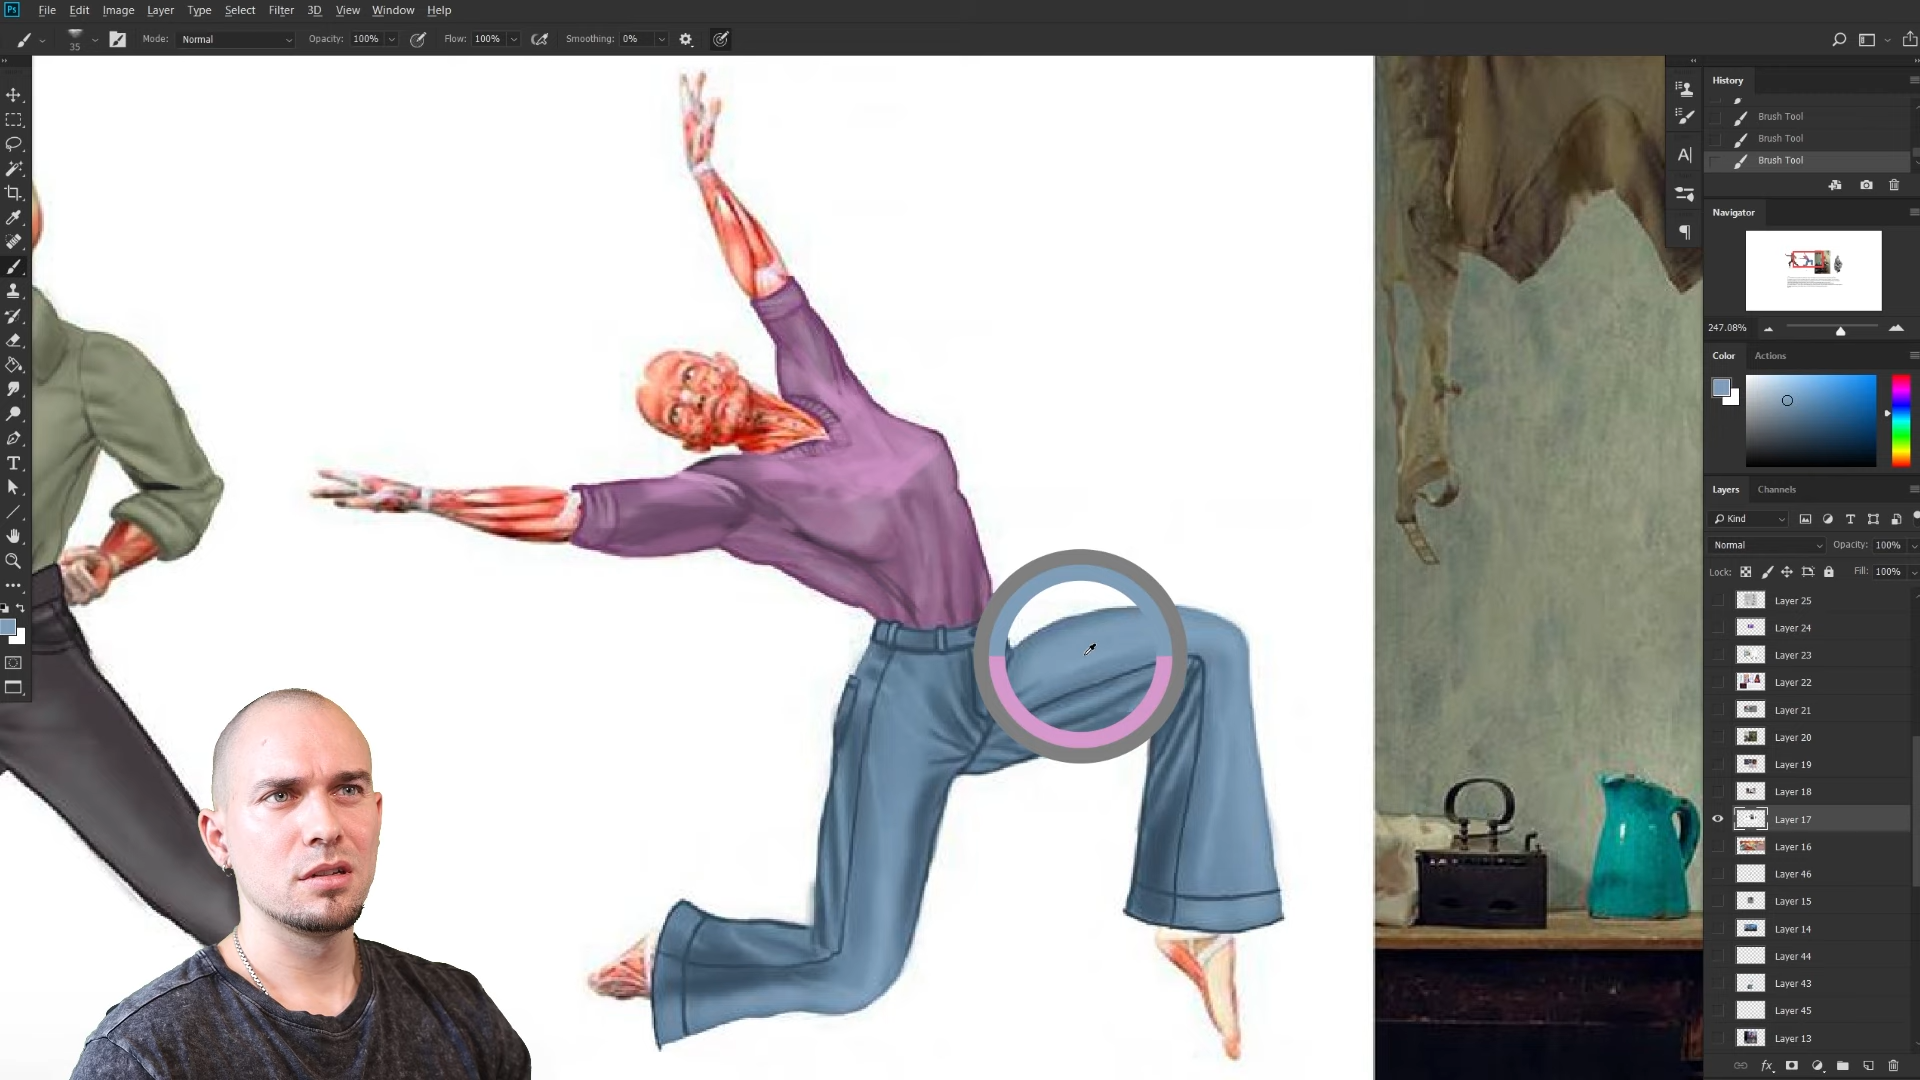 Ps File Edit Image Layer Type Select Filter 3D View Window Help
35 Mode: Normal Opacity: 100% Flow: 100% Smoothing: 0%
History
Brush Tool
Brush Tool
Brush Tool
Navigator
247.08%
Color Actions
Layers Channels
Kind
Normal Opacity: 100%
Lock: Fill: 100%
Layer 25
Layer 24
Layer 23
Layer 22
Layer 21
Layer 20
Layer 19
Layer 18
Layer 17
Layer 16
Layer 46
Layer 15
Layer 14
Layer 44
Layer 43
Layer 45
Layer 13
fx